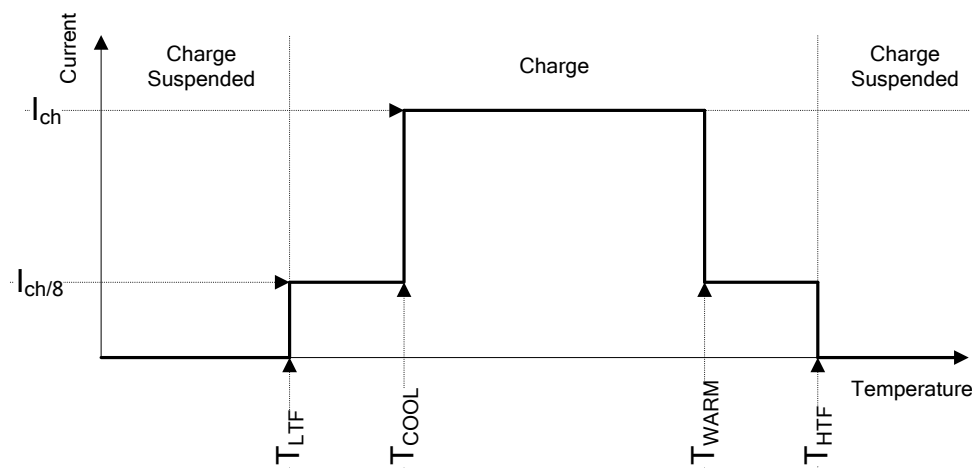 Current
Charge
Suspended
Charge
Charge
Suspended
Ich
Ich/8
Temperature
TLTF
TCOOL
TWARM
THTF